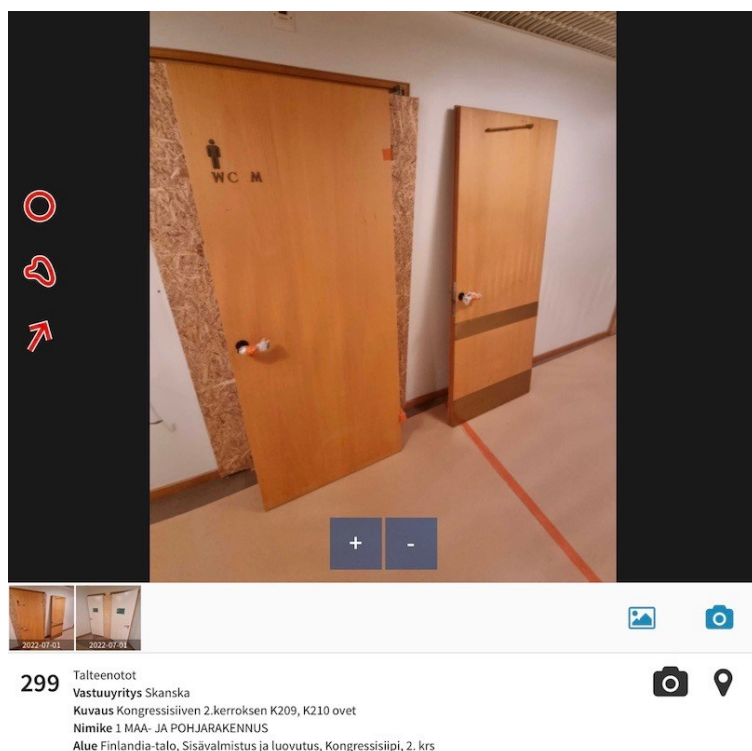 WC M
+ -
2022-07-01 2022-07-01
299
Talteenotot
Vastuuyritys Skanska
Kuvaus Kongressisiiven 2.kerroksen K209, K210 ovet
Nimike 1 MAA- JA POHJARAKENNUS
Alue Finlandia-talo, Sisävalmistus ja luovutus, Kongressisiipi, 2. krs